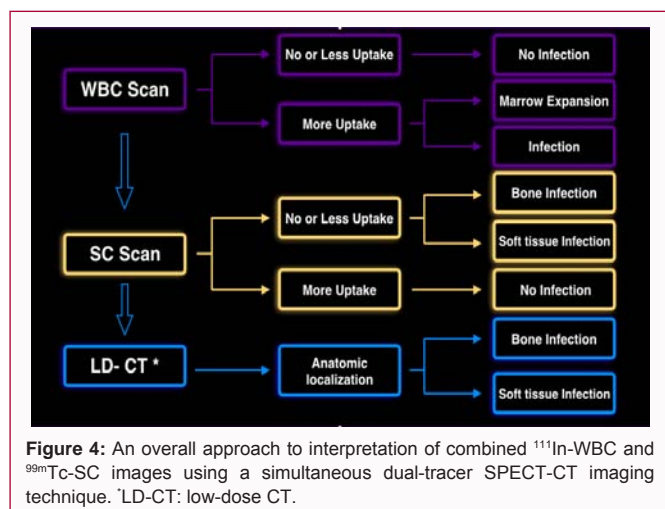 No or Less Uptake
No Infection
WBC Scan
Marrow Expansion
More Uptake
Infection
Bone Infection
No or Less Uptake
Soft tissue Infection
SC Scan
More Uptake
No Infection
Bone Infection
LD- CT *
Anatomic
localization
Soft tissue Infection
Figure 4: An overall approach to interpretation of combined ¹¹¹In-WBC and
⁹⁹ᵐTc-SC images using a simultaneous dual-tracer SPECT-CT imaging
technique. *LD-CT: low-dose CT.